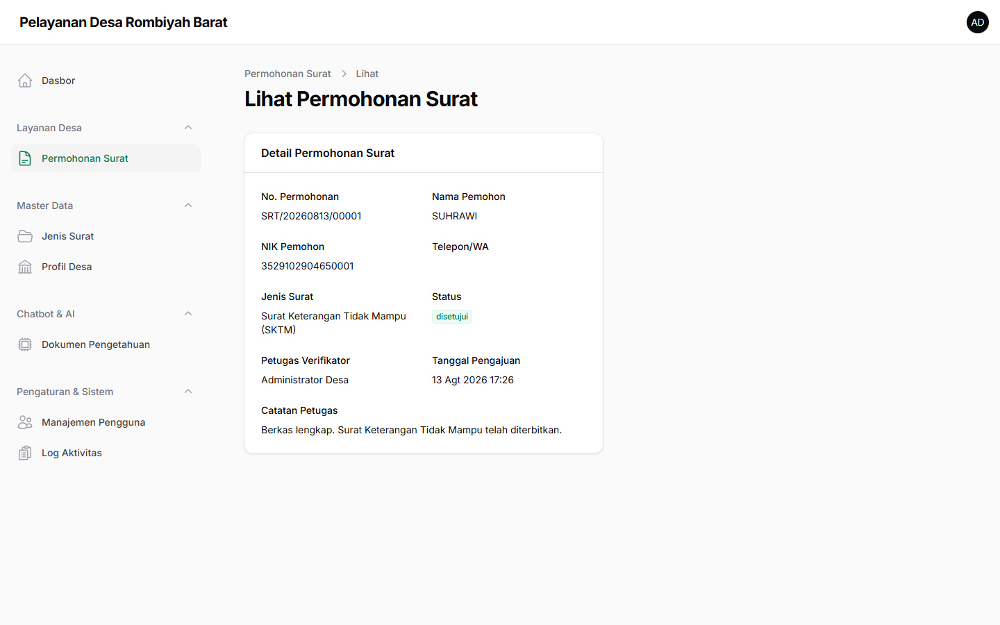 Pelayanan Desa Rombiyah Barat
AD
Dasbor
Layanan Desa
Permohonan Surat
Master Data
Jenis Surat
Profil Desa
Chatbot & AI
Dokumen Pengetahuan
Pengaturan & Sistem
Manajemen Pengguna
Log Aktivitas
Permohonan Surat
Lihat
Lihat Permohonan Surat
Detail Permohonan Surat
No. Permohonan
SRT/20260813/00001
Nama Pemohon
SUHRAWI
NIK Pemohon
3529102904650001
Telepon/WA
Jenis Surat
Surat Keterangan Tidak Mampu
(SKTM)
Status
disetujui
Petugas Verifikator
Administrator Desa
Tanggal Pengajuan
13 Agt 2026 17:26
Catatan Petugas
Berkas lengkap. Surat Keterangan Tidak Mampu telah diterbitkan.